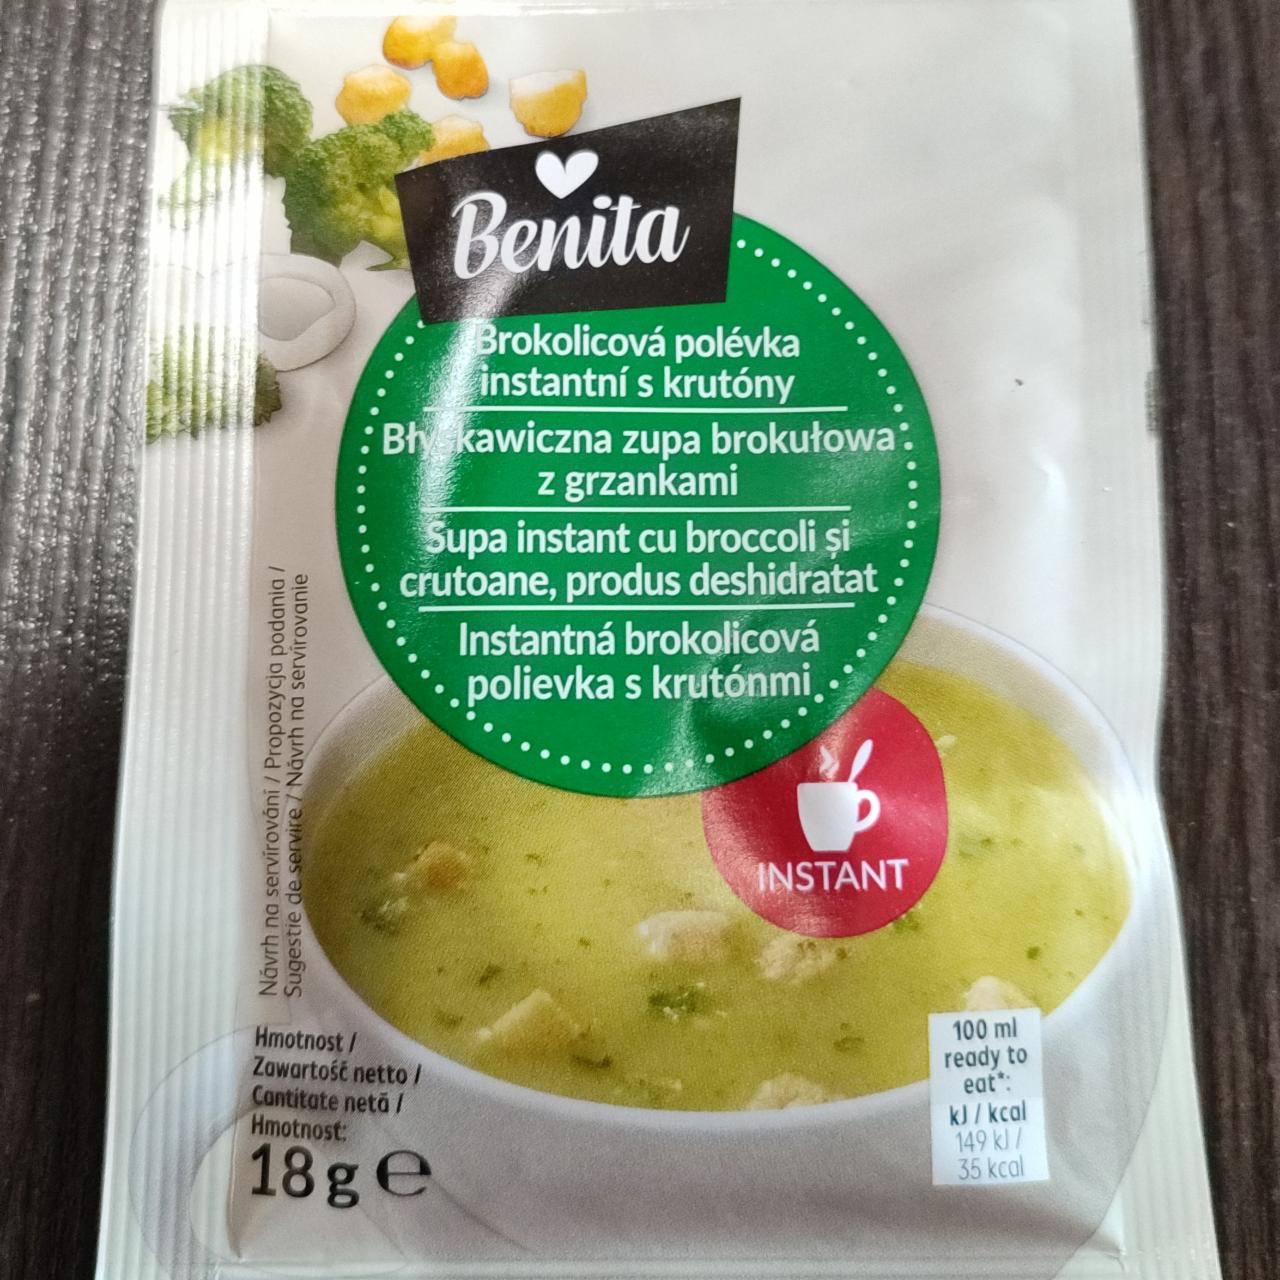 Benita
Brokolicová polévka
instantní s krutóny
Błyskawiczna zupa brokułowa
z grzankami
Supa instant cu broccoli și
crutoane, produs deshidratat
Instantná brokolicová
polievka s krutónmi
INSTANT
Návrh na servírování / Propozycja podania /
Sugestie de servire / Návrh na servírovanie
Hmotnost /
Zawartość netto /
Cantitate netă /
Hmotnosť:
18 g ℮
100 ml
ready to
eat*:
kJ / kcal
149 kJ /
35 kcal